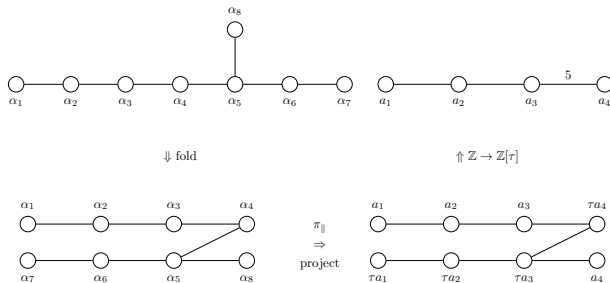 α₈
α₁ α₂ α₃ α₄ α₅ α₆ α₇
5
a₁ a₂ a₃ a₄
⇓ fold
⇑ ℤ → ℤ[τ]
α₁ α₂ α₃ α₄
α₇ α₆ α₅ α₈
π∥
⇒
project
a₁ a₂ a₃ τa₄
τa₁ τa₂ τa₃ a₄